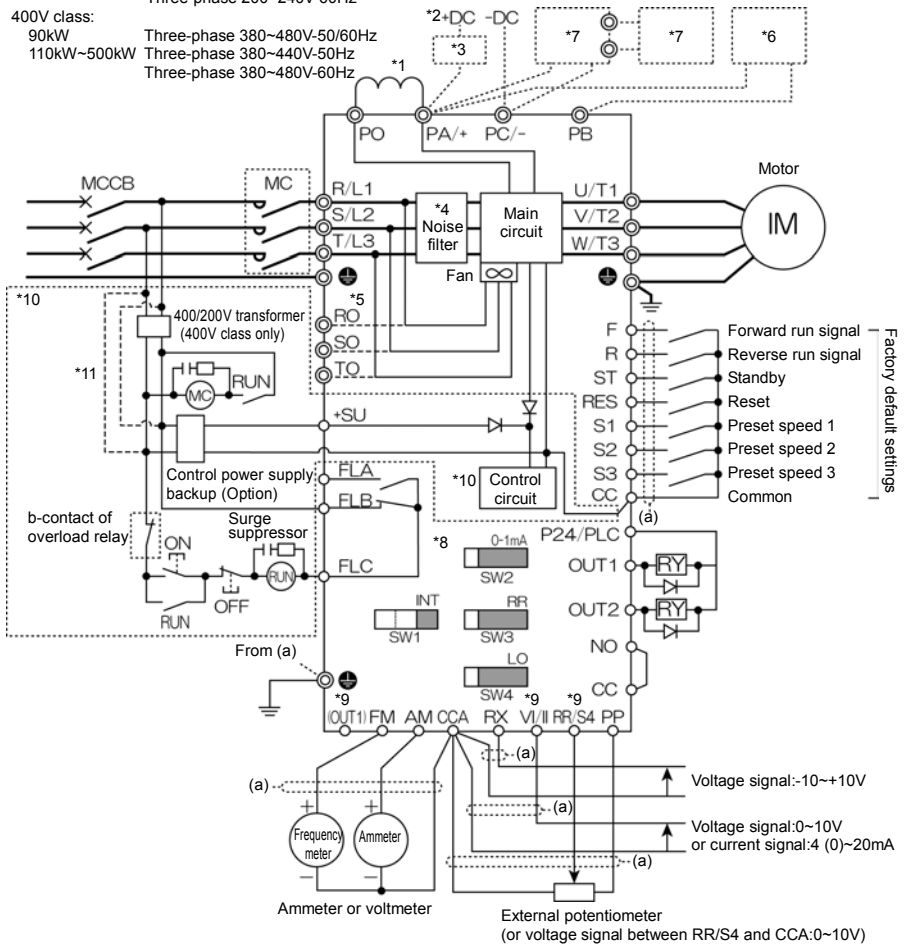 Three-phase 200~240V-60Hz
400V class:
90kW Three-phase 380~480V-50/60Hz
110kW~500kW Three-phase 380~440V-50Hz
Three-phase 380~480V-60Hz
*2 +DC -DC
*3
*7
*7
*6
*1
PO
PA/+
PC/-
PB
MCCB
MC
R/L1
S/L2
T/L3
*4
Noise
filter
Main
circuit
Fan
U/T1
V/T2
W/T3
Motor
IM
*10
*5
RO
SO
TO
400/200V transformer
(400V class only)
*11
MC
RUN
+SU
Control power supply
backup (Option)
*10
Control
circuit
FLA
FLB
FLC
b-contact of
overload relay
ON
OFF
RUN
Surge
suppressor
RUN
F Forward run signal
R Reverse run signal
ST Standby
RES Reset
S1 Preset speed 1
S2 Preset speed 2
S3 Preset speed 3
CC Common
Factory default settings
(a)
*8
0-1mA
SW2
INT
SW1
RR
SW3
LO
SW4
P24/PLC
OUT1
RY
OUT2
RY
NO
CC
From (a)
*9
*9
*9
(OUT1) FM AM CCA RX VI/II RR/S4 PP
(a)
(a)
(a)
(a)
Voltage signal:-10~+10V
Voltage signal:0~10V
or current signal:4 (0)~20mA
+
Frequency
meter
−
+
Ammeter
−
Ammeter or voltmeter
External potentiometer
(or voltage signal between RR/S4 and CCA:0~10V)